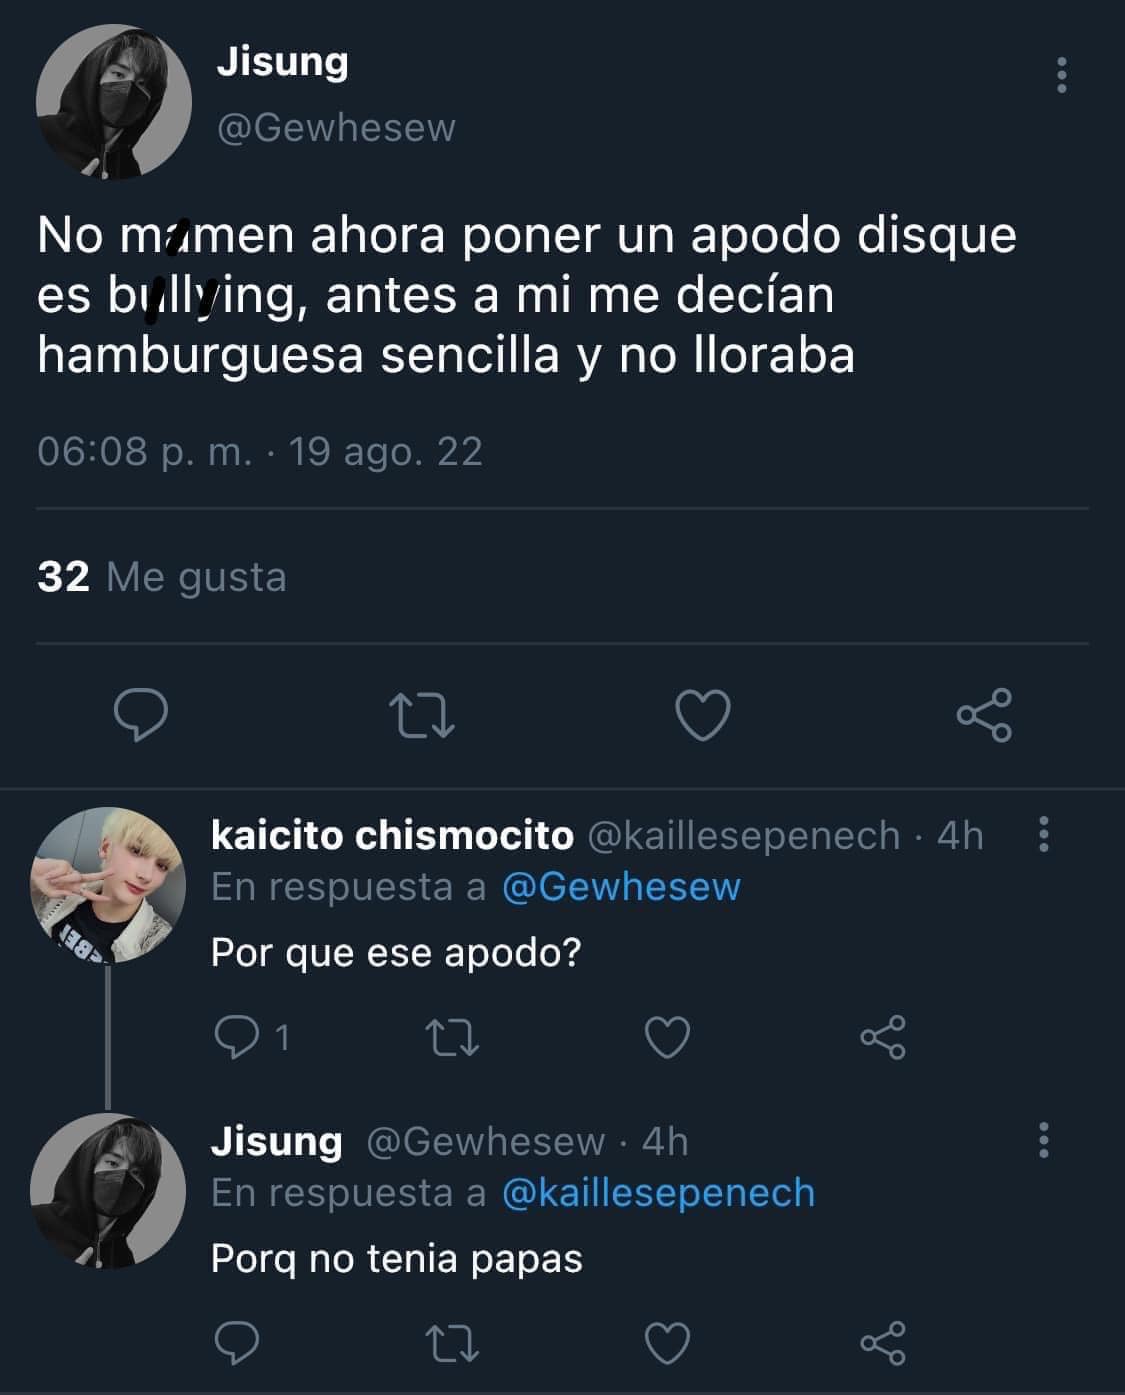 Jisung
@Gewhesew
No mamen ahora poner un apodo disque
es bullying, antes a mi me decían
hamburguesa sencilla y no lloraba
06:08 p. m. · 19 ago. 22
32 Me gusta
kaicito chismocito @kaillesepenech · 4h
En respuesta a @Gewhesew
Por que ese apodo?
1
Jisung @Gewhesew · 4h
En respuesta a @kaillesepenech
Porq no tenia papas